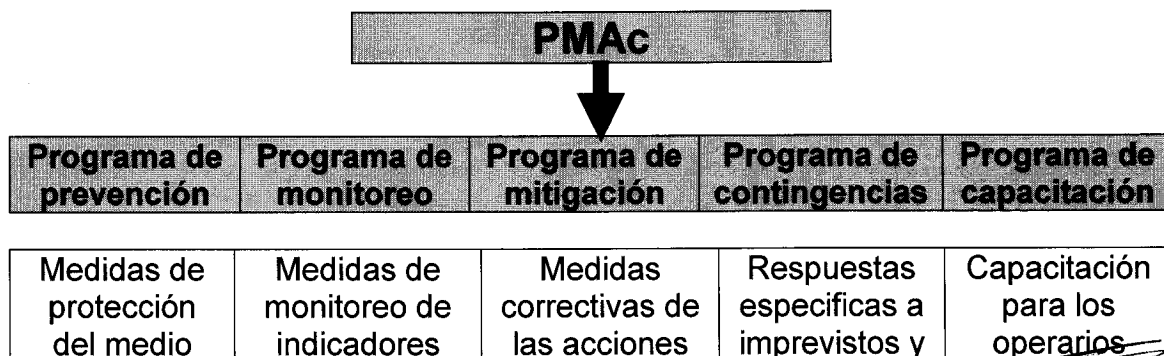 PMAc
Programa de prevención
Programa de monitoreo
Programa de mitigación
Programa de contingencias
Programa de capacitación
Medidas de
protección
del medio
Medidas de
monitoreo de
indicadores
Medidas
correctivas de
las acciones
Respuestas
especificas a
imprevistos y
Capacitación
para los
operarios